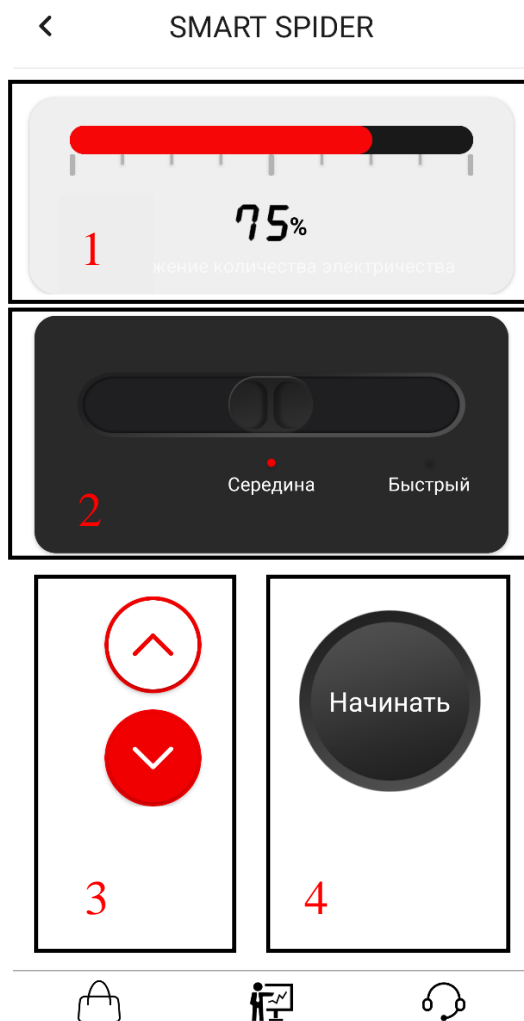 SMART SPIDER
75%
1
жение количества электричества
Середина
Быстрый
2
Начинать
3
4